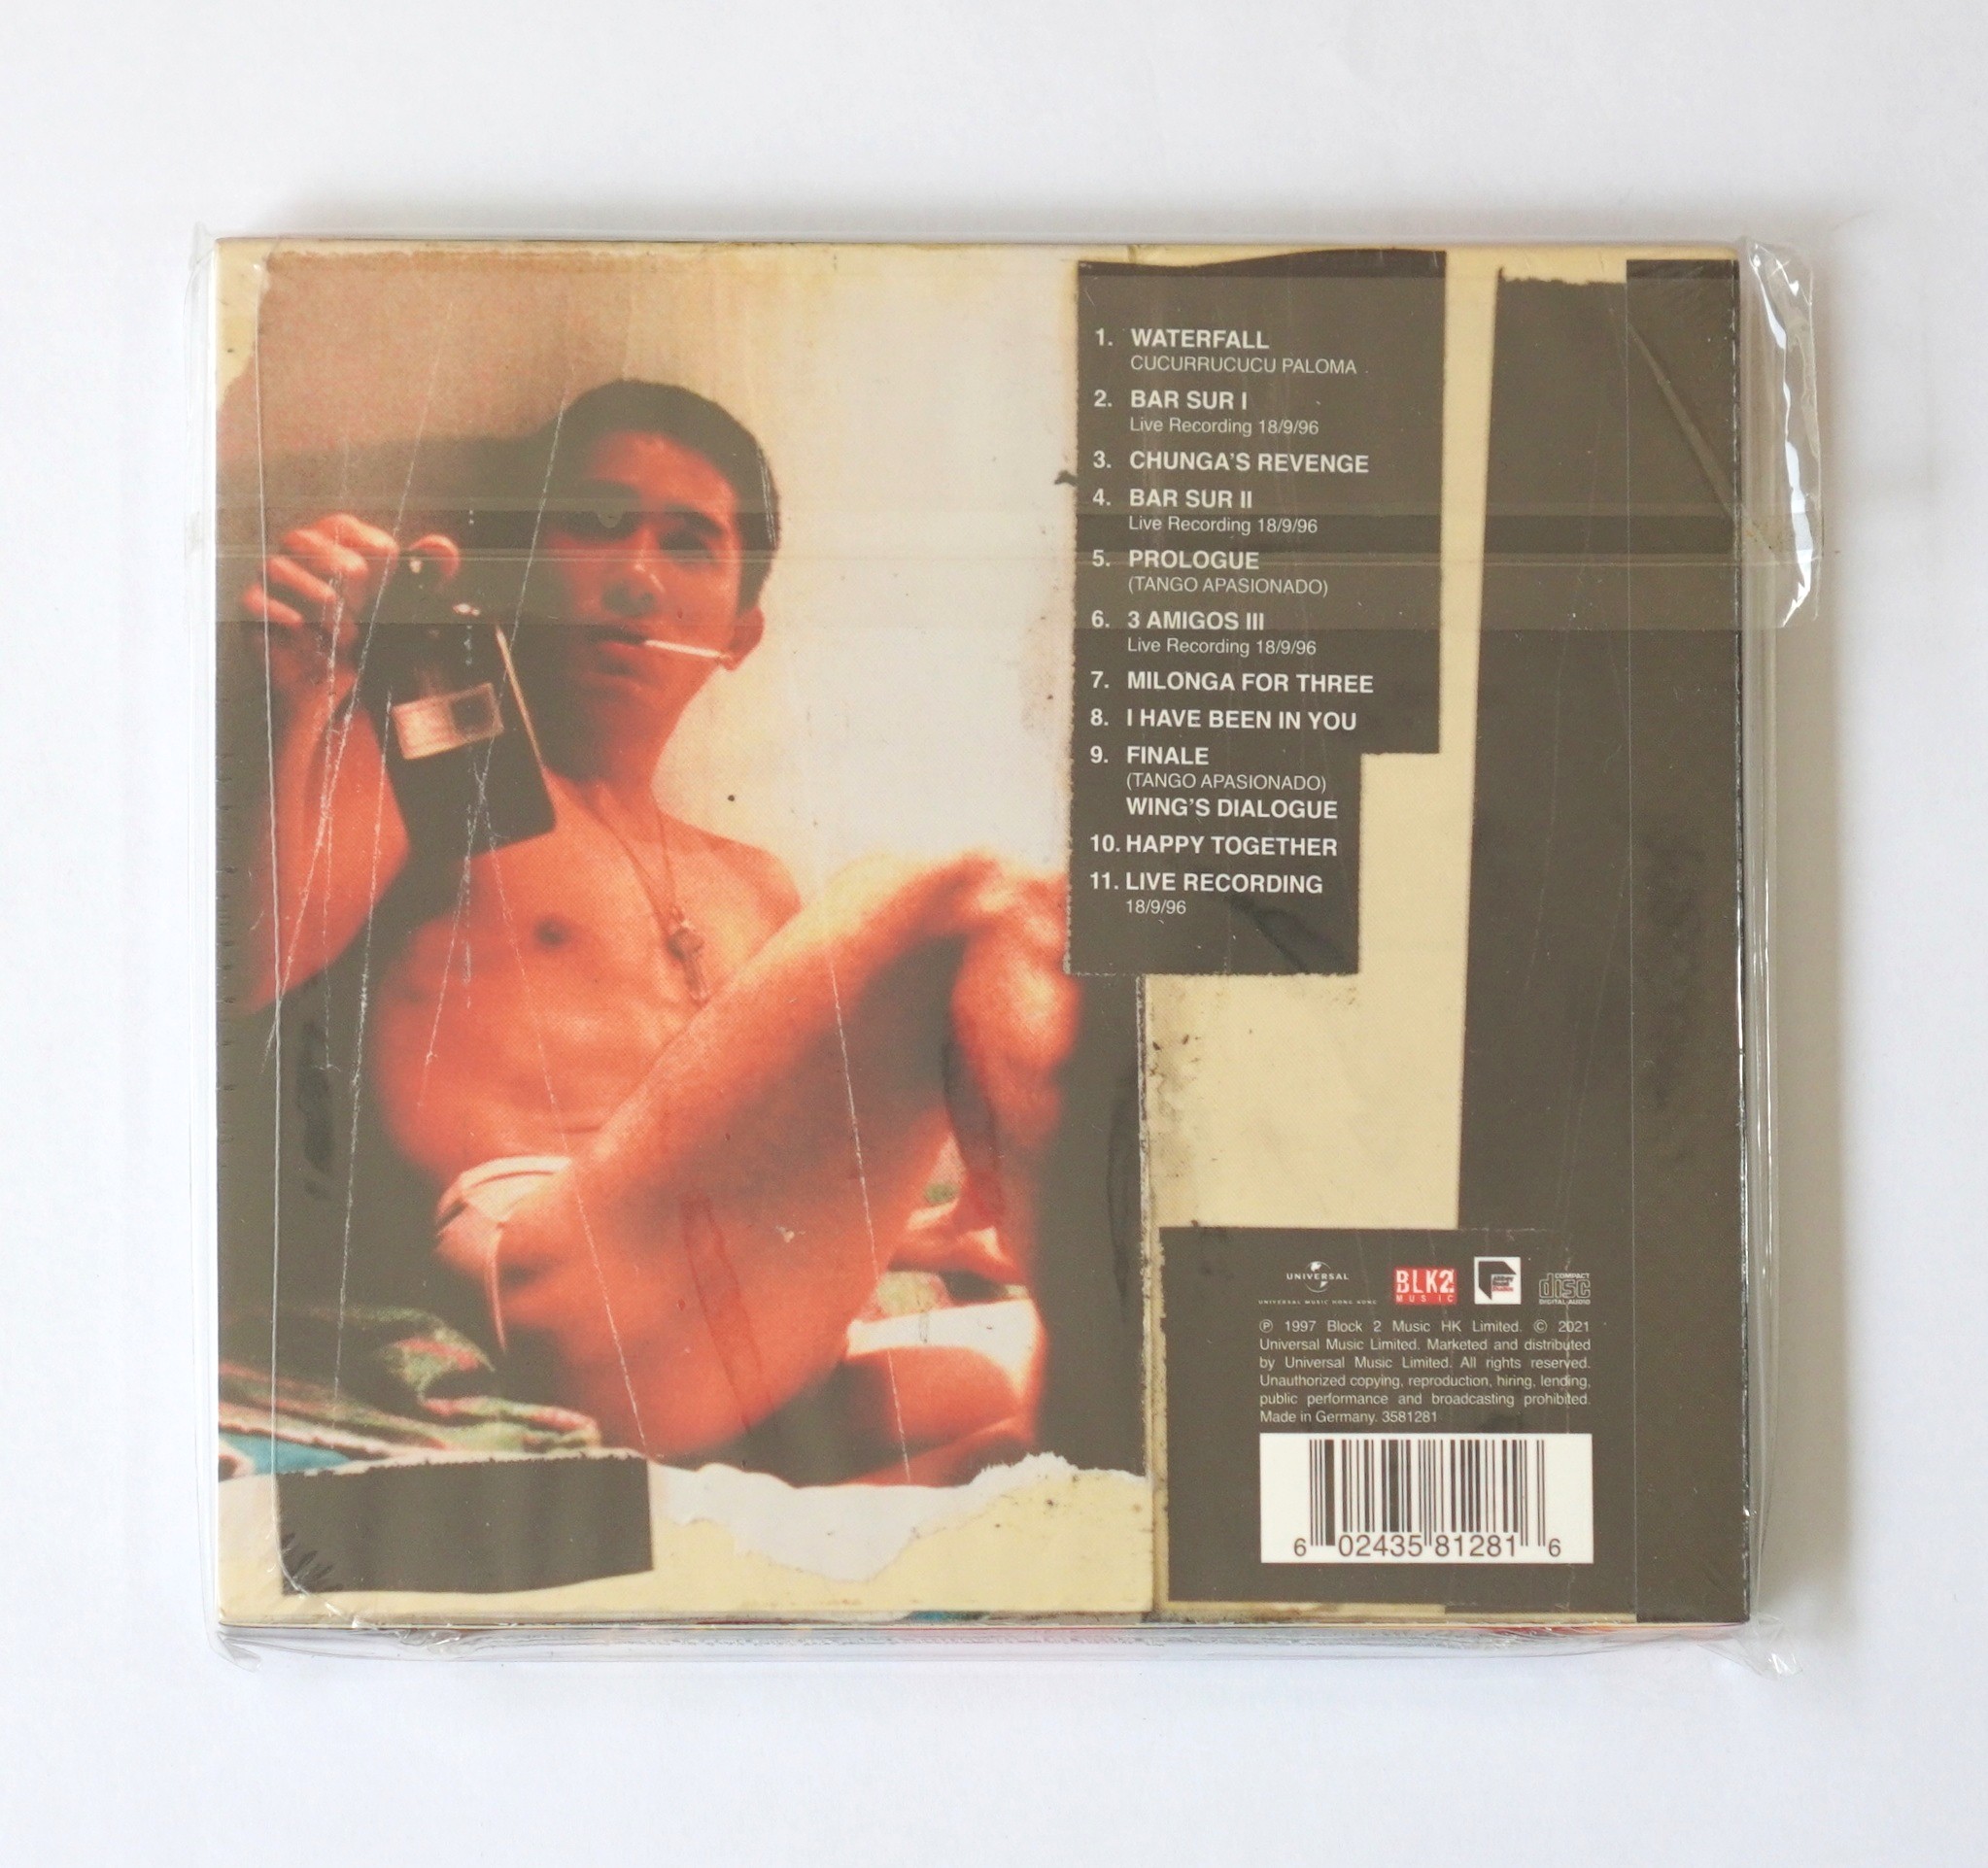 1. WATERFALL
CUCURRUCUCU PALOMA
2. BAR SUR I
Live Recording 18/9/96
3. CHUNGA'S REVENGE
4. BAR SUR II
Live Recording 18/9/96
5. PROLOGUE
(TANGO APASIONADO)
6. 3 AMIGOS III
Live Recording 18/9/96
7. MILONGA FOR THREE
8. I HAVE BEEN IN YOU
9. FINALE
(TANGO APASIONADO)
WING'S DIALOGUE
10. HAPPY TOGETHER
11. LIVE RECORDING
18/9/96
UNIVERSAL
UNIVERSAL MUSIC HONG KONG
BLK2
MUSIC
COMPACT
disc
DIGITAL AUDIO
℗ 1997 Block 2 Music HK Limited. © 2021
Universal Music Limited. Marketed and distributed
by Universal Music Limited. All rights reserved.
Unauthorized copying, reproduction, hiring, lending,
public performance and broadcasting prohibited.
Made in Germany. 3581281
6 02435 81281 6